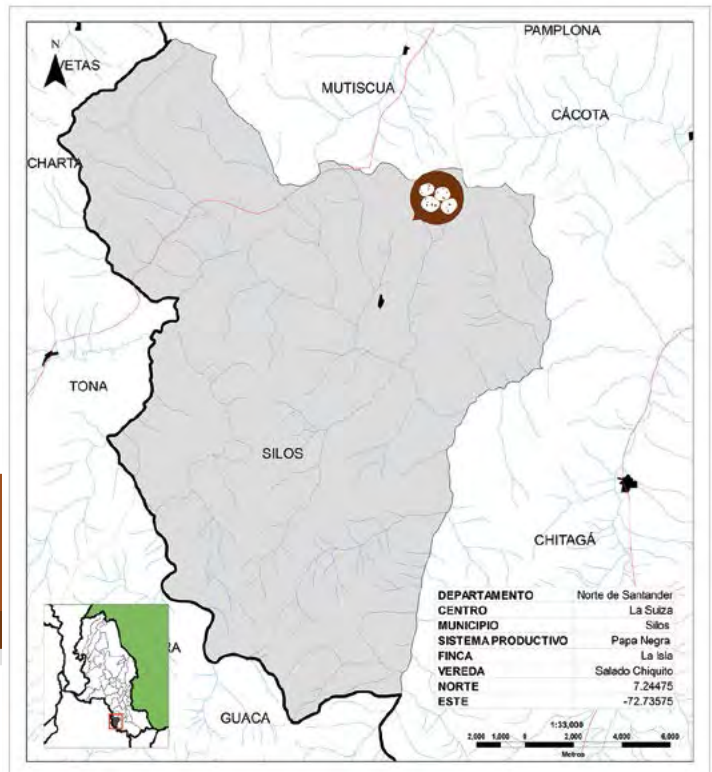 PAMPLONA
N
VETAS
MUTISCUA
CÁCOTA
CHARTA
TONA
SILOS
CHITAGÁ
DEPARTAMENTO Norte de Santander
CENTRO La Suiza
MUNICIPIO Silos
SISTEMA PRODUCTIVO Papa Negra
FINCA La Isla
VEREDA Salado Chiquito
NORTE 7.24475
ESTE -72.73575
RA
GUACA
1:33,000
2,000 1,000 0 2,000 4,000 6,000
Metros